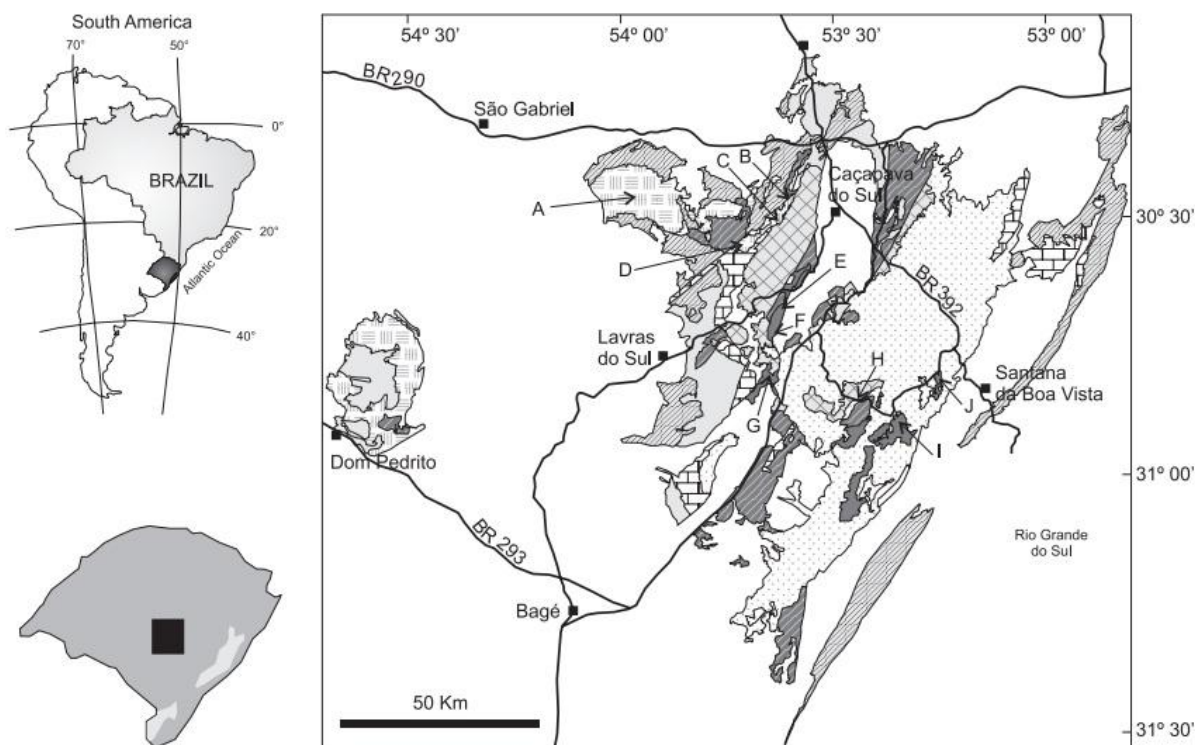 South America
70°
50°
0°
BRAZIL
20°
Atlantic Ocean
40°
54° 30'
54° 00'
53° 30'
53° 00'
BR290
São Gabriel
B
C
Caçapava
do Sul
A
30° 30'
D
E
BR 392
F
Lavras
do Sul
H
Santana
da Boa Vista
J
G
I
Dom Pedrito
31° 00'
BR 293
Rio Grande
do Sul
Bagé
50 Km
31° 30'